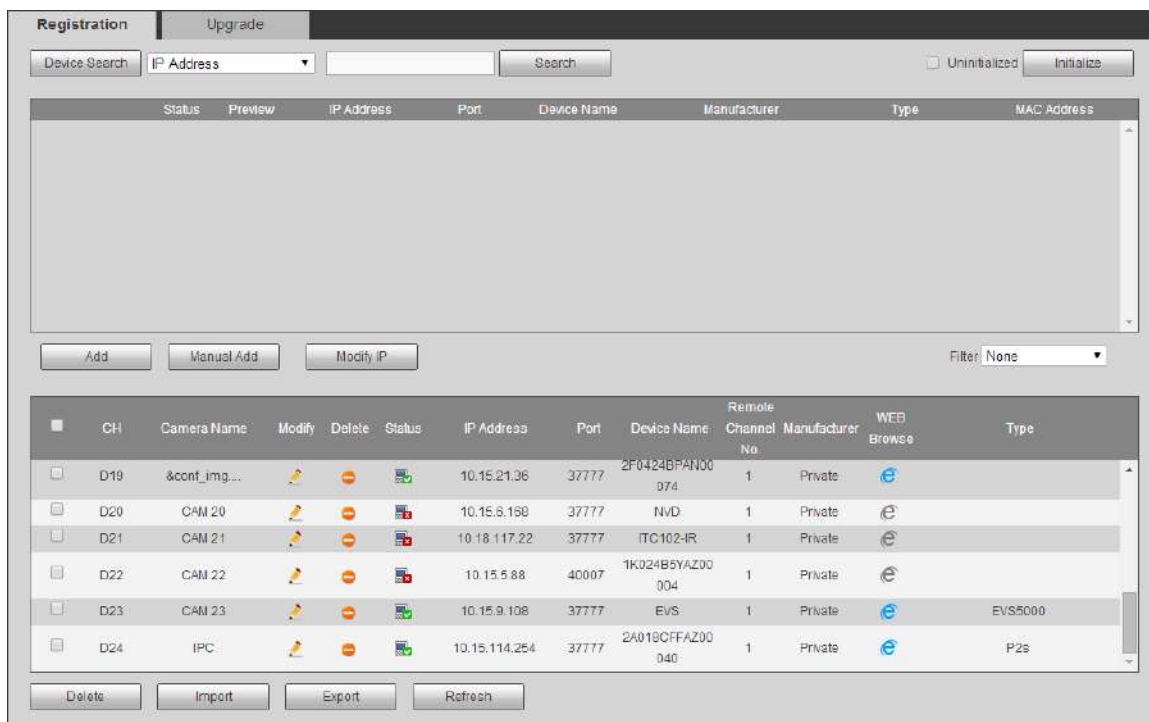 Registration Upgrade
Device Search IP Address Search Uninitialized Initialize
Status Preview IP Address Port Device Name Manufacturer Type MAC Address
Add Manual Add Modify IP Filter None
CH Camera Name Modify Delete Status IP Address Port Device Name Remote Channel No. Manufacturer WEB Browse Type
D19 &conf_img.... 10.15.21.36 37777 2F0424BPAN00074 1 Private
D20 CAM 20 10.15.6.168 37777 NVD 1 Private
D21 CAM 21 10.18.117.22 37777 ITC102-IR 1 Private
D22 CAM 22 10.15.5.88 40007 1K024B5YAZ00004 1 Private
D23 CAM 23 10.15.9.108 37777 EVS 1 Private EVS5000
D24 IPC 10.15.114.254 37777 2A019CFFAZ00040 1 Private P2s
Delete Import Export Refresh